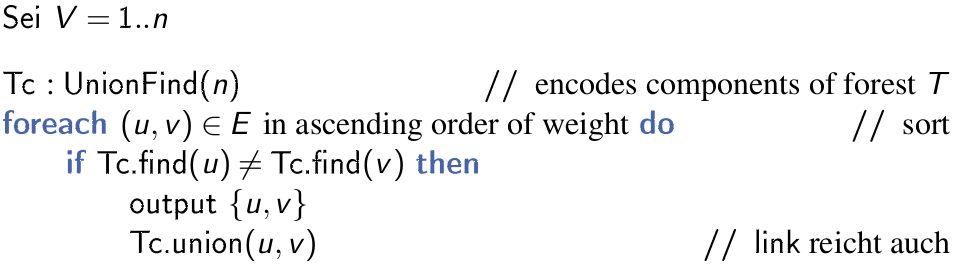 Sei V = 1..n
Tc : UnionFind(n) // encodes components of forest T
foreach (u, v) ∈ E in ascending order of weight do // sort
if Tc.find(u) ≠ Tc.find(v) then
output {u, v}
Tc.union(u, v) // link reicht auch